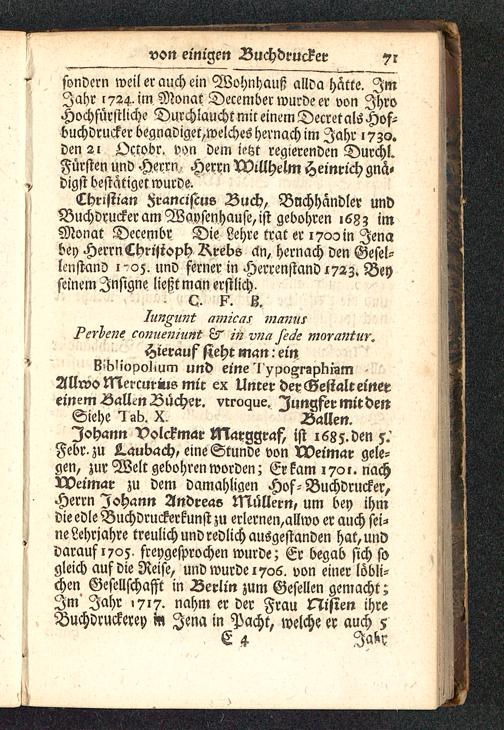 von einigen Buchdrucker 71
sondern weil er auch ein Wohnhauß allda hätte. Im
Jahr 1724. im Monat December wurde er von Ihro
Hochfürstliche Durchlaucht mit einem Decret als Hof-
buchdrucker begnadiget, welches hernach im Jahr 1730.
den 21 Octobr. von dem ietzt regierenden Durchl.
Fürsten und Herrn, Herrn Willhelm Heinrich gnä-
digst bestätiget wurde.
Christian Franciscus Buch, Buchhändler und
Buchdrucker am Waysenhause, ist gebohren 1683 im
Monat Decembr Die Lehre trat er 1700 in Jena
bey Herrn Christoph Krebs an, hernach den Gesel-
lenstand 1705. und ferner in Herrenstand 1723. Bey
seinem Insigne ließt man erstlich.
C. F. B.
Iungunt amicas manus
Perbene conueniunt & in vna sede morantur.
Hierauf sieht man: ein
Bibliopolium und eine Typographiam
Allwo Mercurius mit ex Unter der Gestalt einer
einem Ballen Bücher. vtroque. Jungfer mit den
Siehe Tab. X. Ballen.
Johann Volckmar Marggraf, ist 1685. den 5.
Febr. zu Laubach, eine Stunde von Weimar gele-
gen, zur Welt gebohren worden; Er kam 1701. nach
Weimar zu dem damahligen Hof-Buchdrucker,
Herrn Johann Andreas Müllern, um bey ihm
die edle Buchdruckerkunst zu erlernen, allwo er auch sei-
ne Lehrjahre treulich und redlich ausgestanden hat, und
darauf 1705. freygesprochen wurde; Er begab sich so
gleich auf die Reise, und wurde 1706. von einer löbli-
chen Gesellschafft in Berlin zum Gesellen gemacht;
Im Jahr 1717. nahm er der Frau Nisien ihre
Buchdruckerey in Jena in Pacht, welche er auch 5
E 4 Jahr